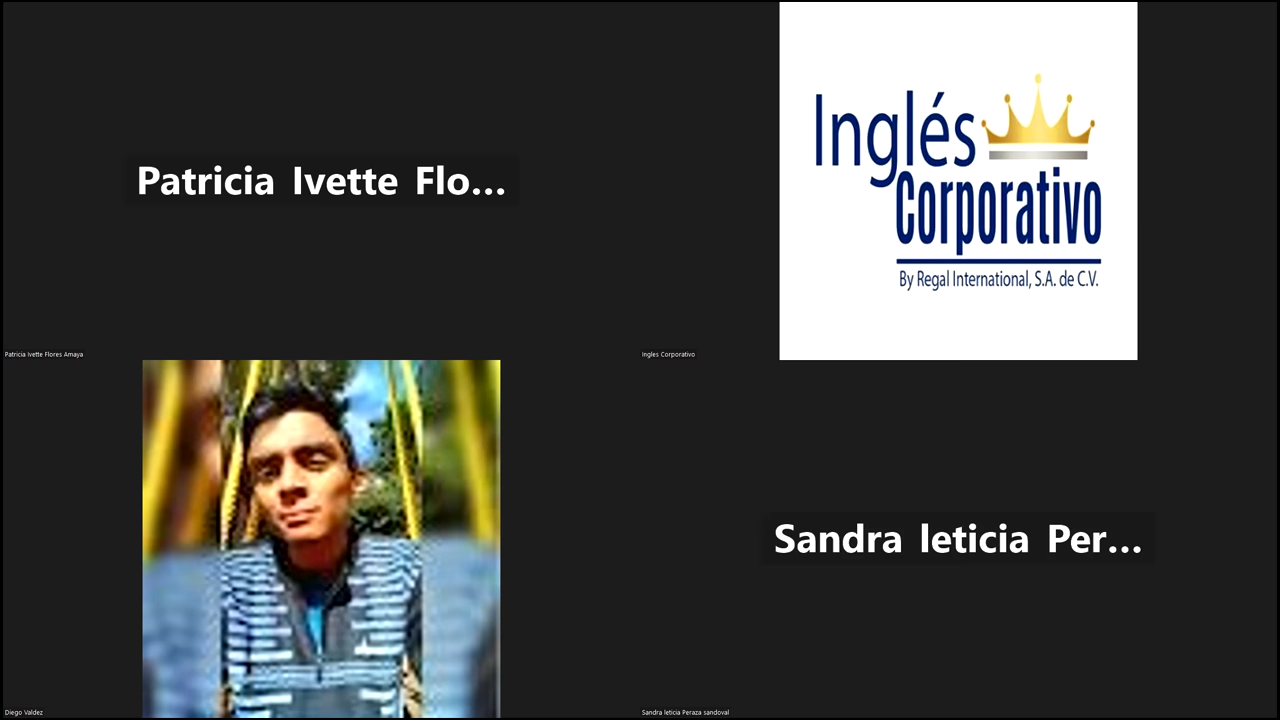 Patricia Ivette Flo...
Patricia Ivette Flores Amaya
Inglés
Corporativo
By Regal International, S.A. de C.V.
Ingles Corporativo
Diego Valdez
Sandra leticia Per...
Sandra leticia Peraza sandoval